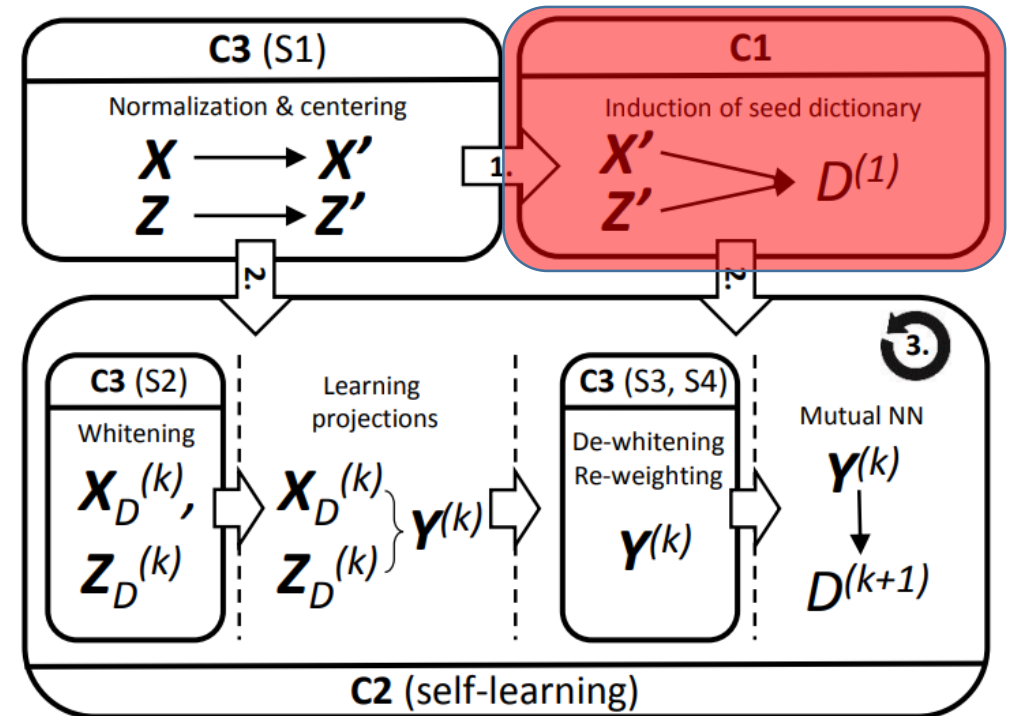 C3 (S1)
Normalization & centering
X X′
Z Z′
1.
C1
Induction of seed dictionary
X′
Z′
D(1)
2.
2.
3.
C3 (S2)
Whitening
XD(k),
ZD(k)
Learning
projections
XD(k)
ZD(k)
Y(k)
C3 (S3, S4)
De-whitening
Re-weighting
Y(k)
Mutual NN
Y(k)
D(k+1)
C2 (self-learning)